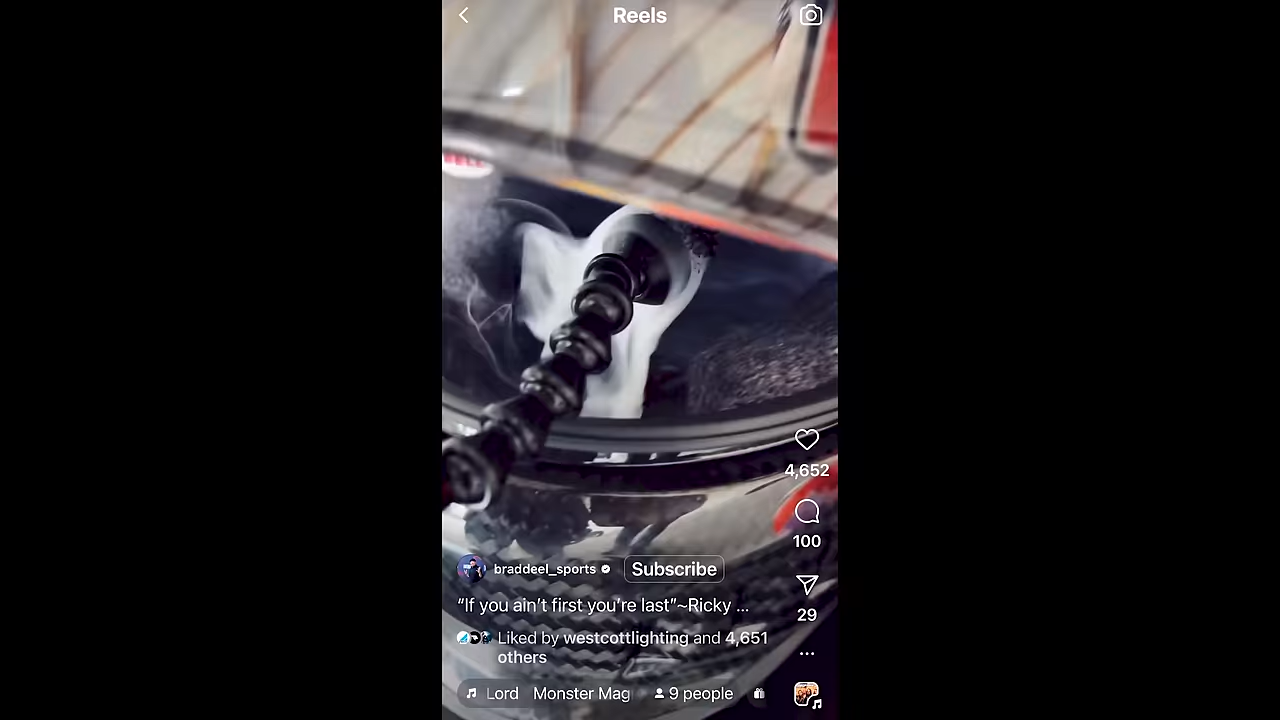 Reels
BELL
4,652
100
braddeel_sports
Subscribe
“If you ain’t first you’re last”~Ricky ...
29
Liked by westcottlighting and 4,651
others
Lord Monster Mag
9 people